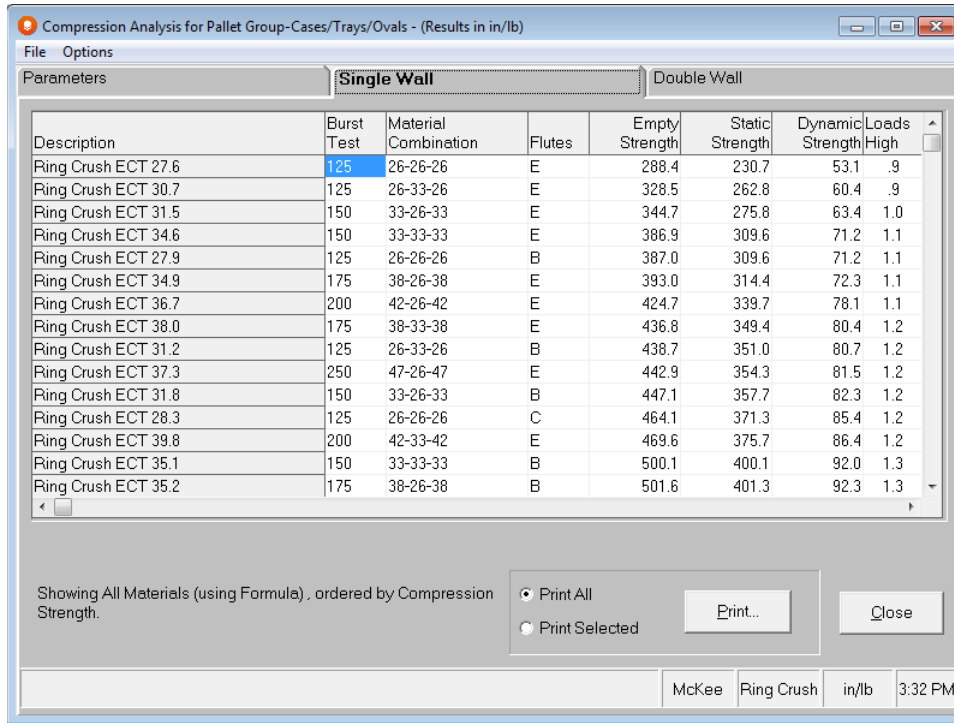 Compression Analysis for Pallet Group-Cases/Trays/Ovals - (Results in in/lb)
File Options
Parameters Single Wall Double Wall
Burst Material Empty Static Dynamic Loads
Description Test Combination Flutes Strength Strength Strength High
Ring Crush ECT 27.6 125 26-26-26 E 288.4 230.7 53.1 .9
Ring Crush ECT 30.7 125 26-33-26 E 328.5 262.8 60.4 .9
Ring Crush ECT 31.5 150 33-26-33 E 344.7 275.8 63.4 1.0
Ring Crush ECT 34.6 150 33-33-33 E 386.9 309.6 71.2 1.1
Ring Crush ECT 27.9 125 26-26-26 B 387.0 309.6 71.2 1.1
Ring Crush ECT 34.9 175 38-26-38 E 393.0 314.4 72.3 1.1
Ring Crush ECT 36.7 200 42-26-42 E 424.7 339.7 78.1 1.1
Ring Crush ECT 38.0 175 38-33-38 E 436.8 349.4 80.4 1.2
Ring Crush ECT 31.2 125 26-33-26 B 438.7 351.0 80.7 1.2
Ring Crush ECT 37.3 250 47-26-47 E 442.9 354.3 81.5 1.2
Ring Crush ECT 31.8 150 33-26-33 B 447.1 357.7 82.3 1.2
Ring Crush ECT 28.3 125 26-26-26 C 464.1 371.3 85.4 1.2
Ring Crush ECT 39.8 200 42-33-42 E 469.6 375.7 86.4 1.2
Ring Crush ECT 35.1 150 33-33-33 B 500.1 400.1 92.0 1.3
Ring Crush ECT 35.2 175 38-26-38 B 501.6 401.3 92.3 1.3
Showing All Materials (using Formula) , ordered by Compression
Strength.
Print All
Print Selected
Print...
Close
McKee Ring Crush in/lb 3:32 PM